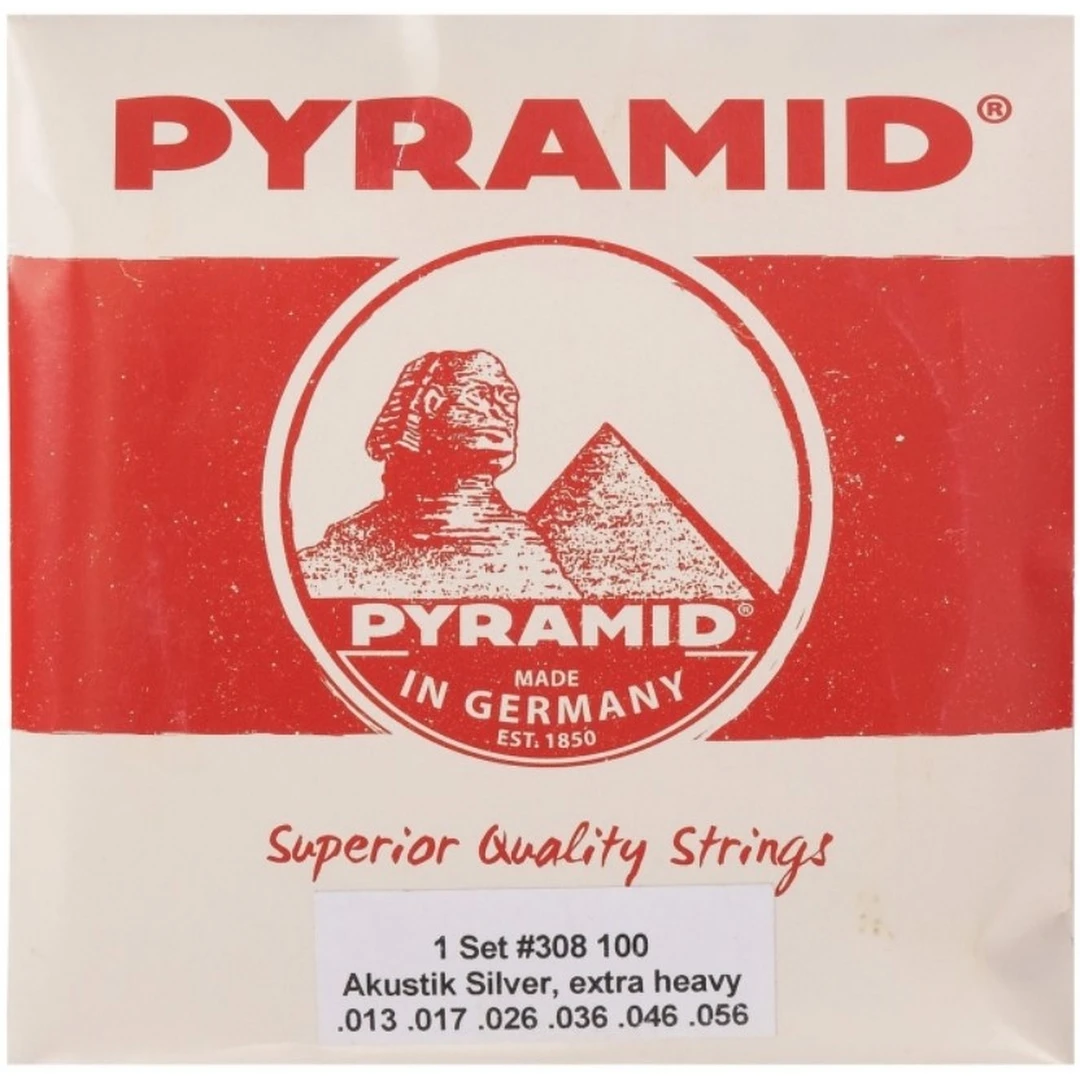 PYRAMID®
PYRAMID®
MADE
IN GERMANY
EST. 1850
Superior Quality Strings
1 Set #308 100
Akustik Silver, extra heavy
.013 .017 .026 .036 .046 .056